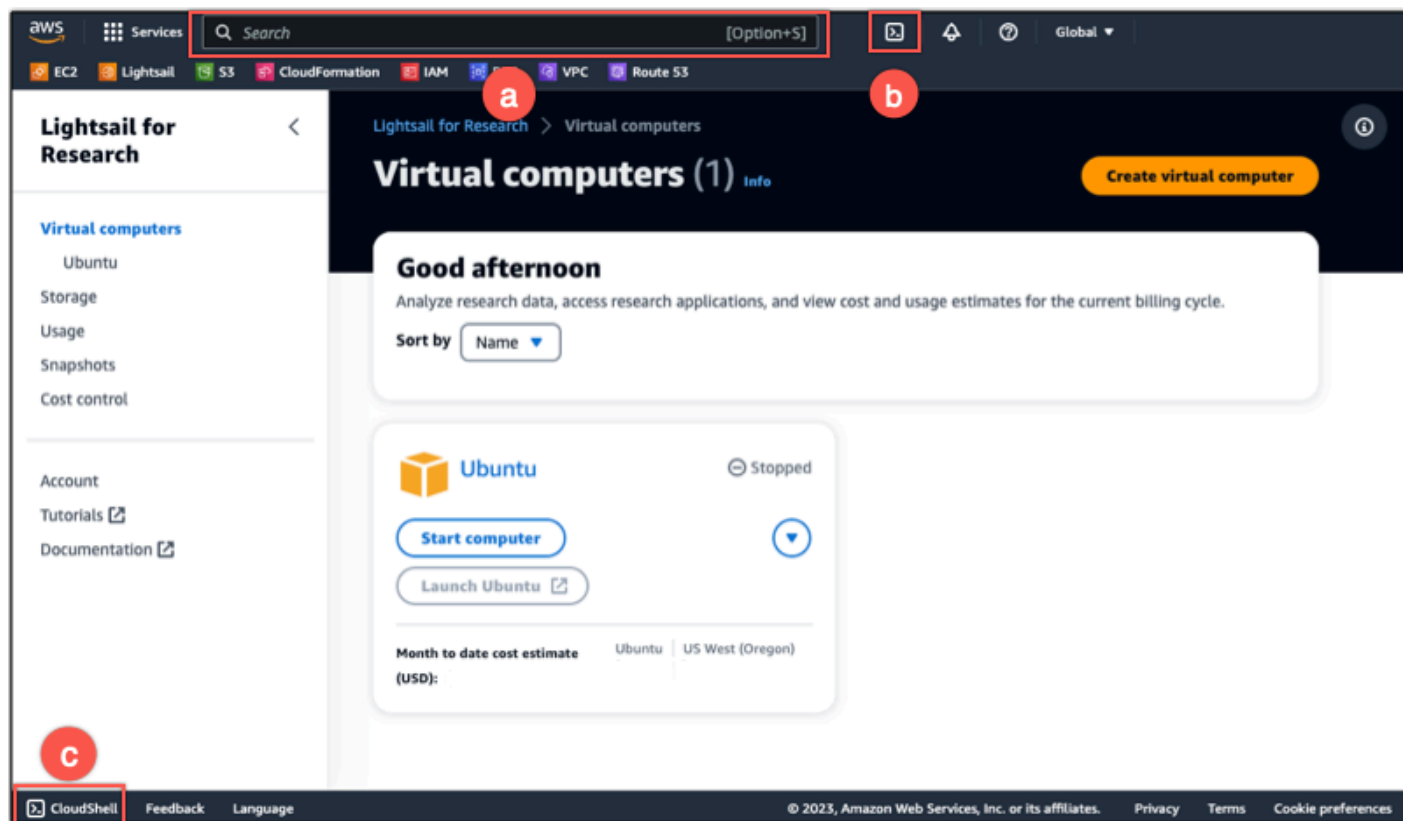 aws Services Search [Option+S] Global
EC2 Lightsail S3 CloudFormation IAM VPC Route 53
a
b
Lightsail for
Research
Lightsail for Research > Virtual computers
Virtual computers (1) Info
Create virtual computer
Virtual computers
Ubuntu
Storage
Usage
Snapshots
Cost control
Account
Tutorials
Documentation
Good afternoon
Analyze research data, access research applications, and view cost and usage estimates for the current billing cycle.
Sort by Name
Ubuntu Stopped
Start computer
Launch Ubuntu
Month to date cost estimate
(USD):
Ubuntu US West (Oregon)
c
CloudShell Feedback Language © 2023, Amazon Web Services, Inc. or its affiliates. Privacy Terms Cookie preferences